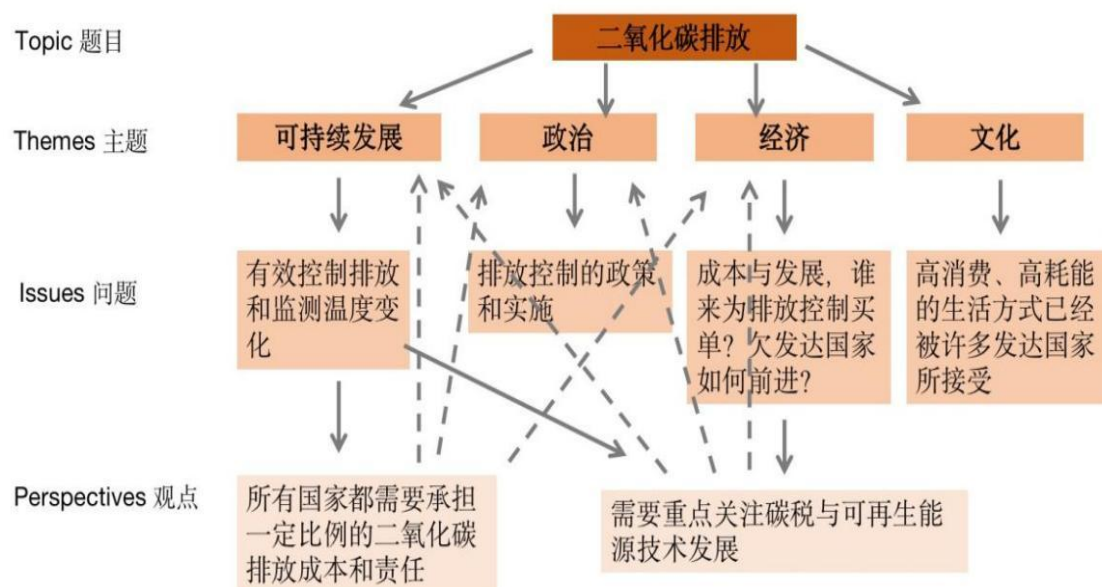 Topic 题目
二氧化碳排放
Themes 主题
可持续发展
政治
经济
文化
Issues 问题
有效控制排放
和监测温度变
化
排放控制的政策
和实施
成本与发展，谁
来为排放控制买
单？欠发达国家
如何前进？
高消费、高耗能
的生活方式已经
被许多发达国家
所接受
Perspectives 观点
所有国家都需要承担
一定比例的二氧化碳
排放成本和责任
需要重点关注碳税与可再生能
源技术发展